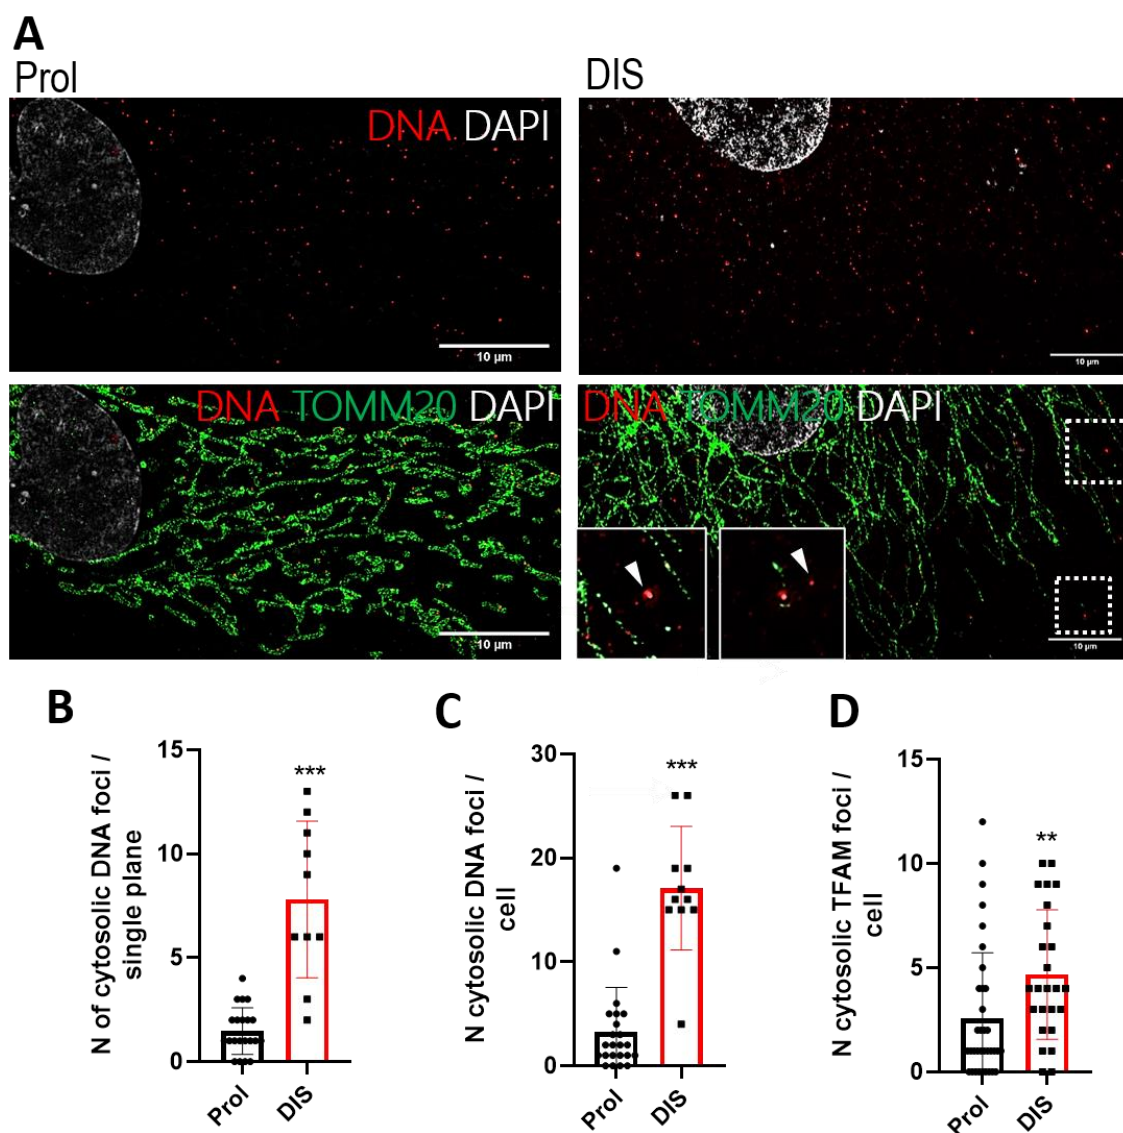 A
Prol
DIS
DNA DAPI
10 µm
10 µm
DNA TOMM20 DAPI
DNA TOMM20 DAPI
10 µm
10 µm
B
N of cytosolic DNA foci /
single plane
15
10
5
0
***
Prol
DIS
C
N cytosolic DNA foci /
cell
30
20
10
0
***
Prol
DIS
D
N cytosolic TFAM foci /
cell
15
10
5
0
**
Prol
DIS